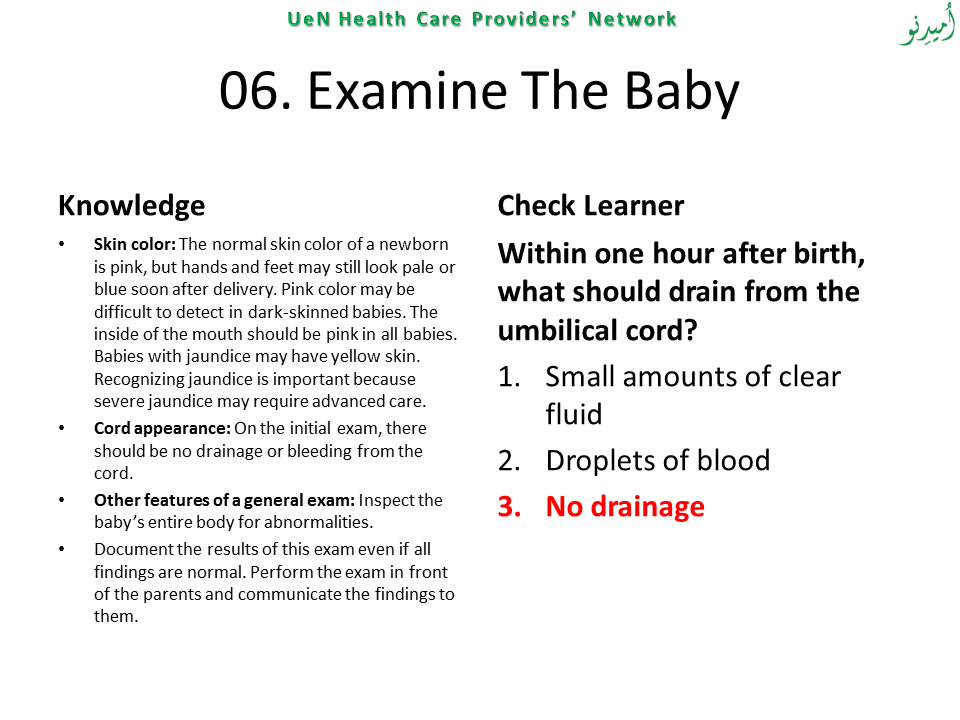 UeN Health Care Providers’ Network
اُمیدِنو
06. Examine The Baby
Knowledge
• Skin color: The normal skin color of a newborn
is pink, but hands and feet may still look pale or
blue soon after delivery. Pink color may be
difficult to detect in dark-skinned babies. The
inside of the mouth should be pink in all babies.
Babies with jaundice may have yellow skin.
Recognizing jaundice is important because
severe jaundice may require advanced care.
• Cord appearance: On the initial exam, there
should be no drainage or bleeding from the
cord.
• Other features of a general exam: Inspect the
baby’s entire body for abnormalities.
• Document the results of this exam even if all
findings are normal. Perform the exam in front
of the parents and communicate the findings to
them.
Check Learner
Within one hour after birth,
what should drain from the
umbilical cord?
1. Small amounts of clear
fluid
2. Droplets of blood
3. No drainage